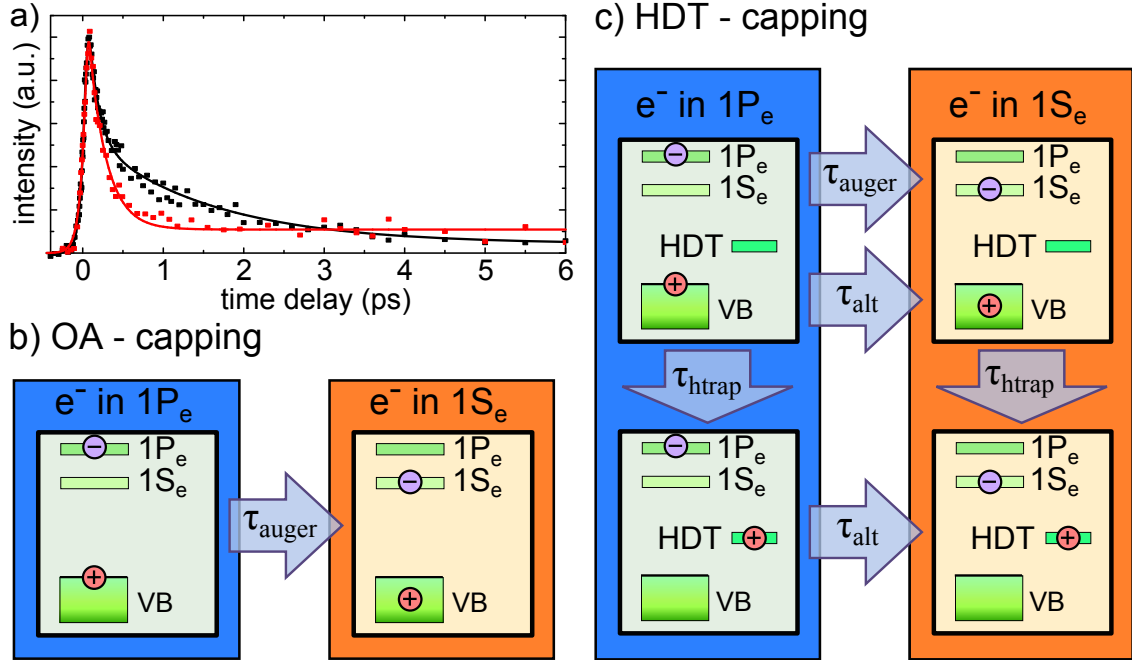 a)
intensity (a.u.)
0 1 2 3 4 5 6
time delay (ps)
b) OA - capping
e⁻ in 1Pₑ
1Pₑ
1Sₑ
VB
τauger
e⁻ in 1Sₑ
1Pₑ
1Sₑ
VB
c) HDT - capping
e⁻ in 1Pₑ
1Pₑ
1Sₑ
HDT
VB
τauger
τalt
e⁻ in 1Sₑ
1Pₑ
1Sₑ
HDT
VB
τhtrap
τhtrap
1Pₑ
1Sₑ
HDT
VB
τalt
1Pₑ
1Sₑ
HDT
VB